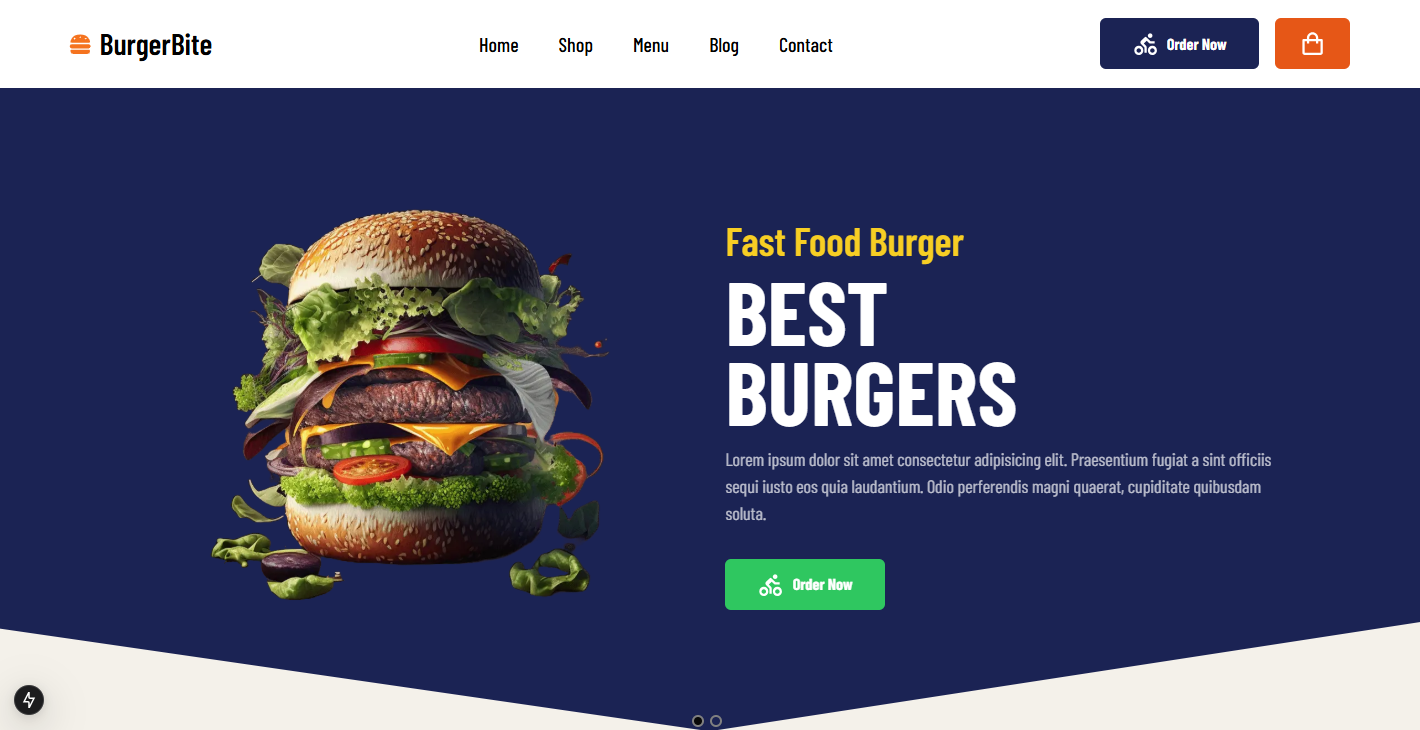 BurgerBite
Home
Shop
Menu
Blog
Contact
Order Now
Fast Food Burger
BEST
BURGERS
Lorem ipsum dolor sit amet consectetur adipisicing elit. Praesentium fugiat a sint officiis
sequi iusto eos quia laudantium. Odio perferendis magni quaerat, cupiditate quibusdam
soluta.
Order Now